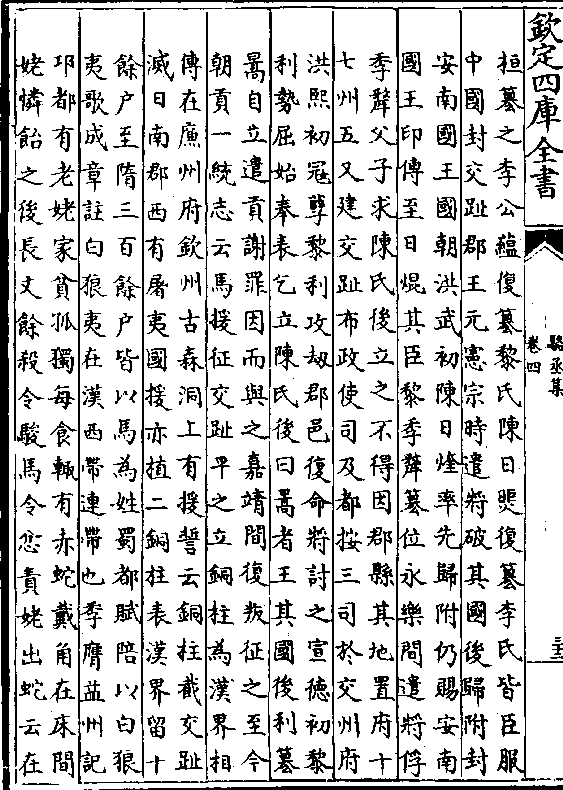 欽定四庫全書
駱丞集
卷四
三
桓墓之李公藴復墓黎氏陳日煚復墓李氏皆臣服
中國封交趾郡王元憲宗時遣將破其國後歸附封
安南國王國朝洪武初陳日煃率先歸附仍賜安南
國王印傳至日焜其臣黎季犛墓位永樂間遣將俘
季犛父子求陳氏後立之不得因郡縣其地置府十
七州五又建交趾布政使司及都按三司於交州府
洪熙初寇孽黎利攻刼郡邑復命將討之宣德初黎
利勢屈始奉表乞立陳氏後曰暠者王其國後利墓
暠自立遣貢謝罪因而與之嘉靖間復叛征之至今
朝貢一統志云馬援征交趾平之立銅柱為漢界相
傳在廉州府欽州古森洞上有援誓云銅柱截交趾
滅日南郡西有屠夷國援亦植二銅柱表漢界留十
餘户至隋三百餘户皆以馬為姓蜀都賦陪以白狼
夷歌成章註白狼夷在漢西帶連帶也季膺益州記
邛都有老姥家貧孤獨每食輒有赤蛇戴角在床間
姥憐飴之後長丈餘殺令駿馬令忿責姥出蛇云在